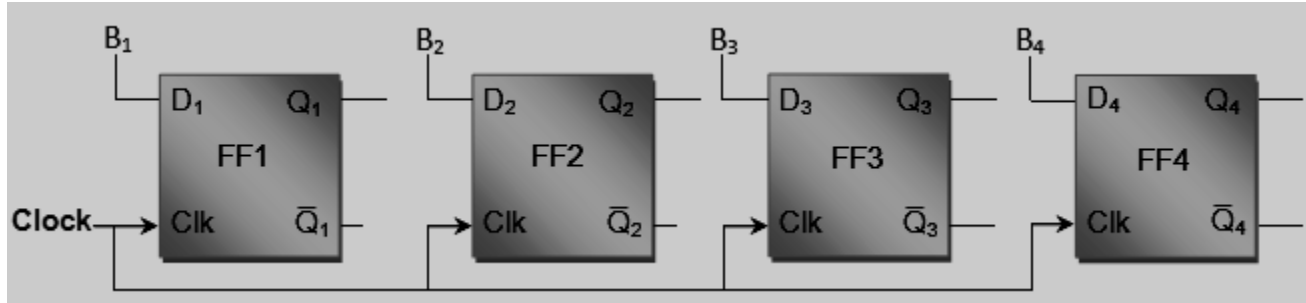 B₁ B₂ B₃ B₄
D₁ Q₁ D₂ Q₂ D₃ Q₃ D₄ Q₄
FF1 FF2 FF3 FF4
Clock Clk Q̅₁ Clk Q̅₂ Clk Q̅₃ Clk Q̅₄